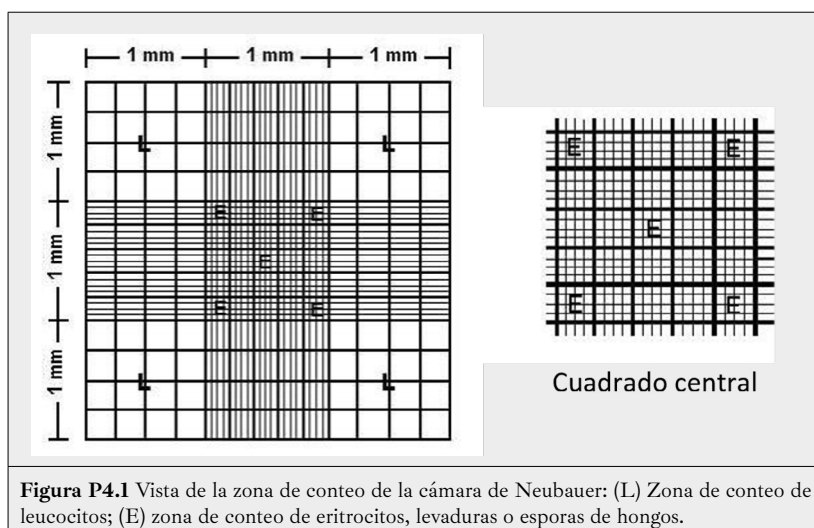 1 mm 1 mm 1 mm
1 mm
L L
E E
1 mm
E
E E
1 mm
L L
E E
E
E E
Cuadrado central
Figura P4.1 Vista de la zona de conteo de la cámara de Neubauer: (L) Zona de conteo de
leucocitos; (E) zona de conteo de eritrocitos, levaduras o esporas de hongos.